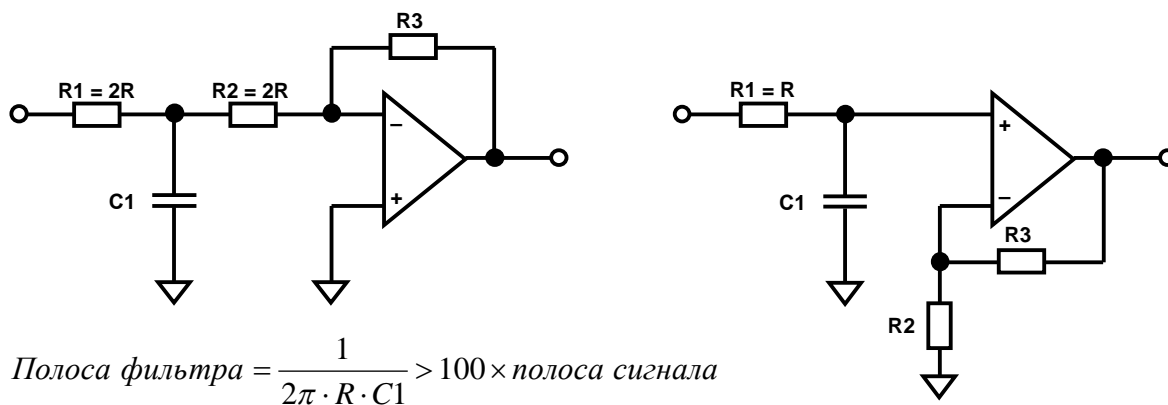 R3
R1 = 2R
R2 = 2R
–
+
C1
R1 = R
+
–
C1
R3
R2
Полоса фильтра = 1 / (2π · R · C1) > 100 × полоса сигнала